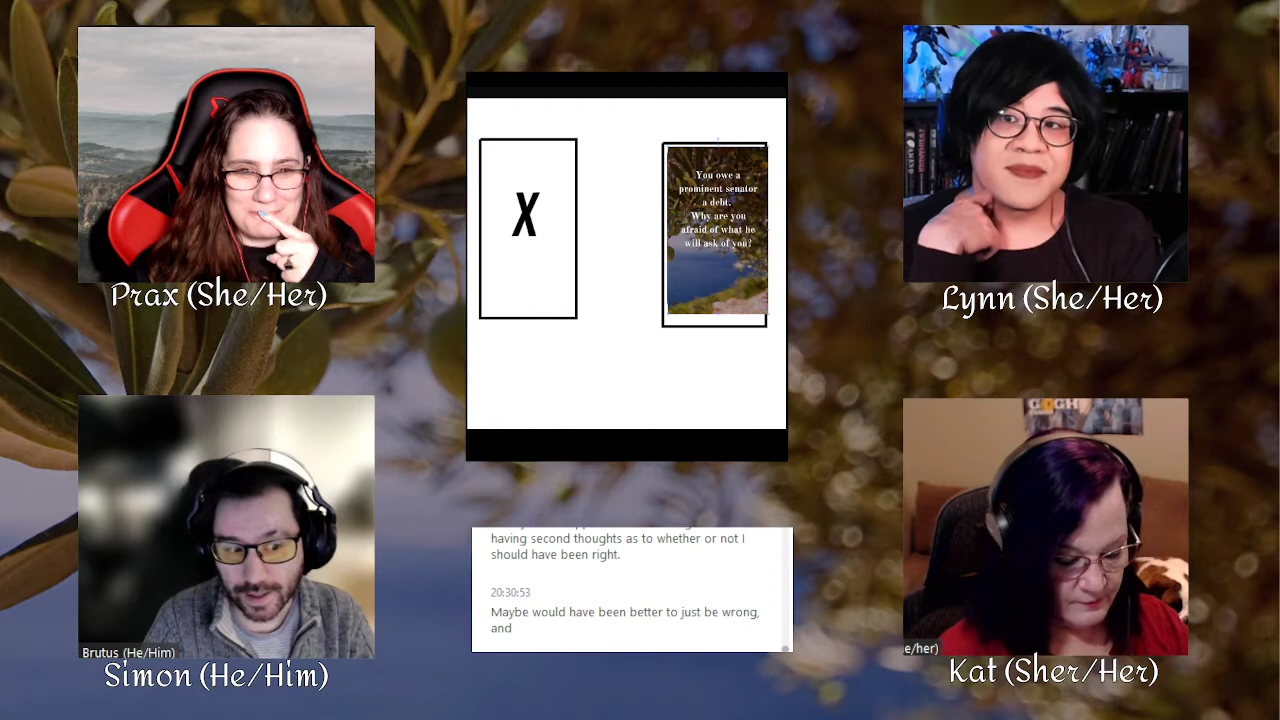 GOGH
X
You owe a
prominent senator
a debt.
Why are you
afraid of what he
will ask of you?
Prax (She/Her)
Lynn (She/Her)
having second thoughts as to whether or not I
should have been right.
20:30:53
Maybe would have been better to just be wrong,
and
Brutus (He/Him)
Simon (He/Him)
e/her)
Kat (Sher/Her)